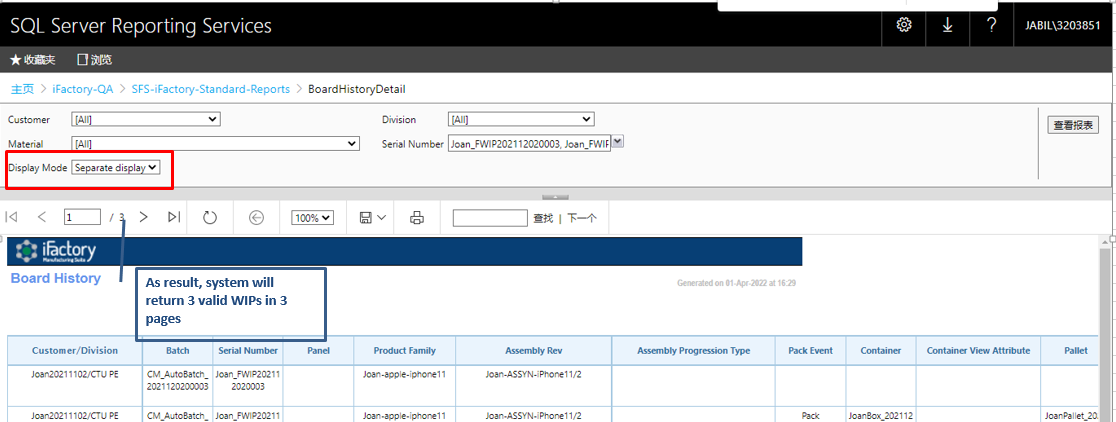 SQL Server Reporting Services
JABIL\3203851
收藏夹 浏览
主页 > iFactory-QA > SFS-iFactory-Standard-Reports > BoardHistoryDetail
Customer [All] Division [All]
查看报表
Material [All] Serial Number Joan_FWIP202112020003, Joan_FWIF
Display Mode Separate display
1 / 3 100% 查找 | 下一个
iFactory
Manufacturing Suite
Board History
Generated on 01-Apr-2022 at 16:29
As result, system will
return 3 valid WIPs in 3
pages
Customer/Division Batch Serial Number Panel Product Family Assembly Rev Assembly Progression Type Pack Event Container Container View Attribute Pallet
Joan20211102/CTU PE CM_AutoBatch_ Joan_FWIP20211 Joan-apple-iphone11 Joan-ASSYN-iPhone11/2
2021120200003 2020003
Joan20211102/CTU PE CM_AutoBatch_ Joan_FWIP20211 Joan-apple-iphone11 Joan-ASSYN-iPhone11/2 Pack JoanBox_202112 JoanPallet_202